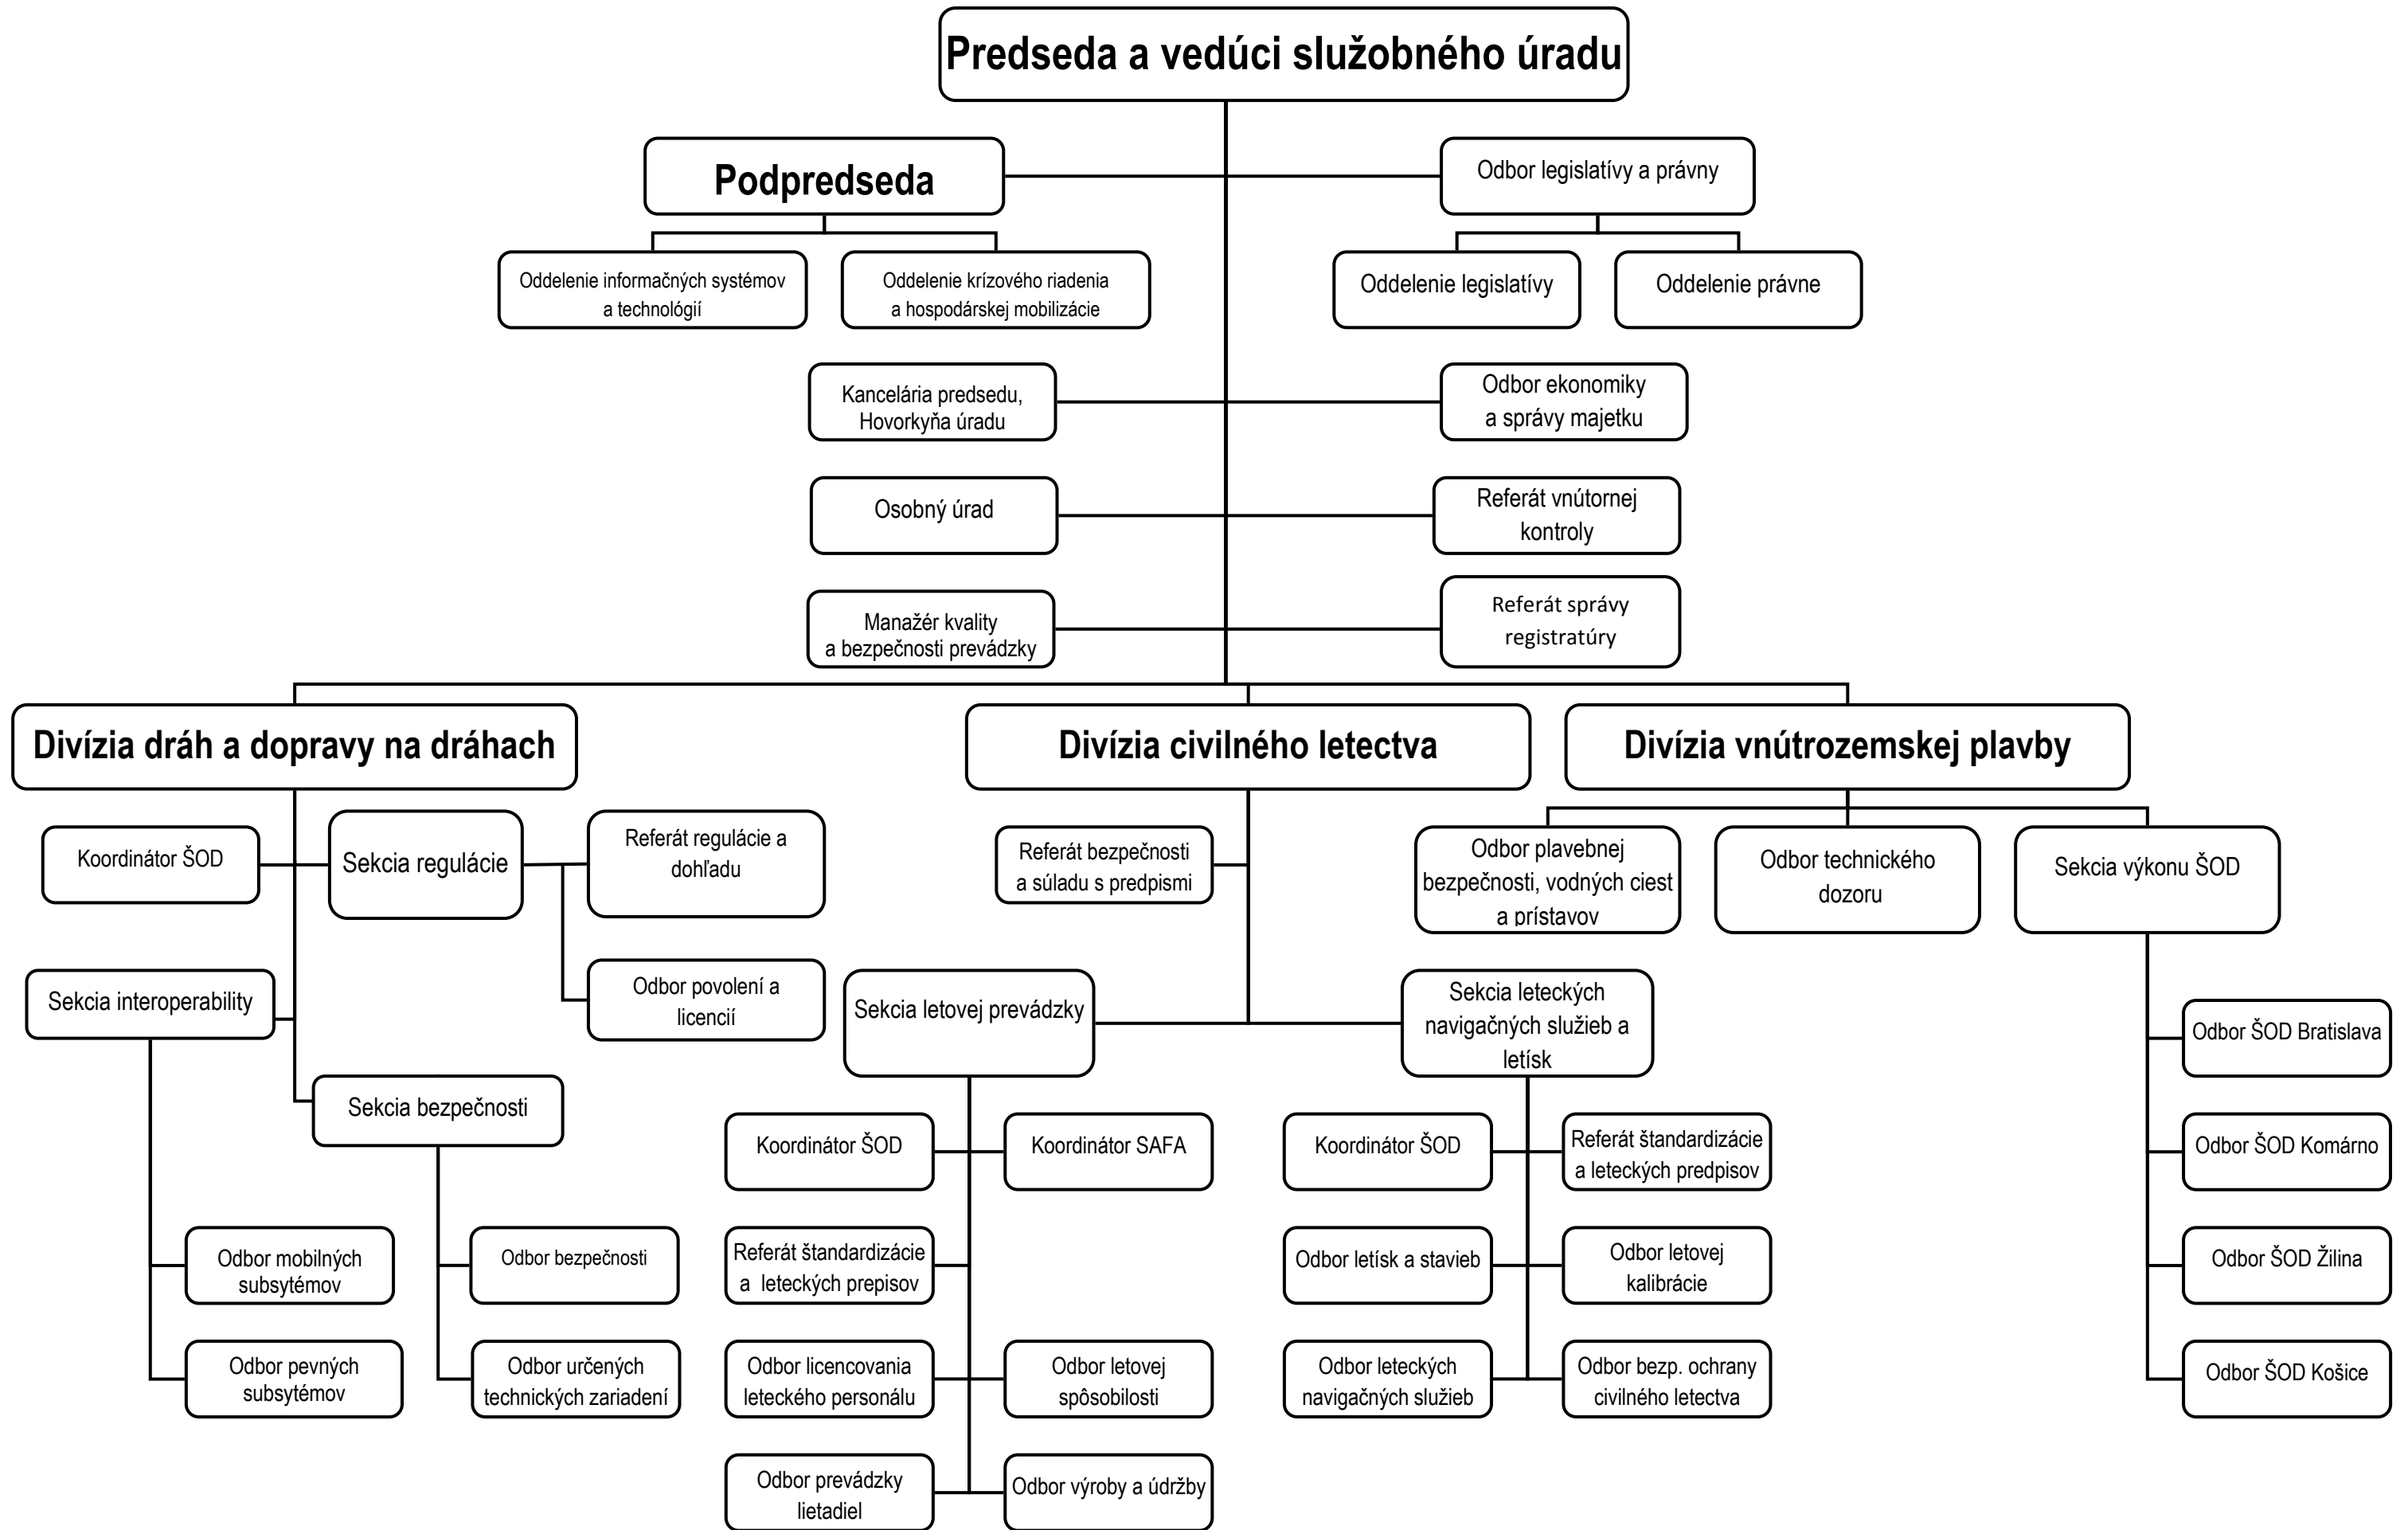 Predseda a vedúci služobného úradu
Podpredseda
Odbor legislatívy a právny
Oddelenie informačných systémov
a technológií
Oddelenie krízového riadenia
a hospodárskej mobilizácie
Oddelenie legislatívy
Oddelenie právne
Kancelária predsedu,
Hovorkyňa úradu
Odbor ekonomiky
a správy majetku
Osobný úrad
Referát vnútornej
kontroly
Manažér kvality
a bezpečnosti prevádzky
Referát správy
registratúry
Divízia dráh a dopravy na dráhach
Divízia civilného letectva
Divízia vnútrozemskej plavby
Koordinátor ŠOD
Sekcia regulácie
Referát regulácie a
dohľadu
Odbor povolení a
licencií
Sekcia interoperability
Sekcia bezpečnosti
Odbor mobilných
subsytémov
Odbor pevných
subsytémov
Odbor bezpečnosti
Odbor určených
technických zariadení
Referát bezpečnosti
a súladu s predpismi
Sekcia letovej prevádzky
Sekcia leteckých
navigačných služieb a
letísk
Koordinátor ŠOD
Koordinátor SAFA
Referát štandardizácie
a leteckých prepisov
Odbor licencovania
leteckého personálu
Odbor letovej
spôsobilosti
Odbor prevádzky
lietadiel
Odbor výroby a údržby
Koordinátor ŠOD
Referát štandardizácie
a leteckých predpisov
Odbor letísk a stavieb
Odbor letovej
kalibrácie
Odbor leteckých
navigačných služieb
Odbor bezp. ochrany
civilného letectva
Odbor plavebnej
bezpečnosti, vodných ciest
a prístavov
Odbor technického
dozoru
Sekcia výkonu ŠOD
Odbor ŠOD Bratislava
Odbor ŠOD Komárno
Odbor ŠOD Žilina
Odbor ŠOD Košice